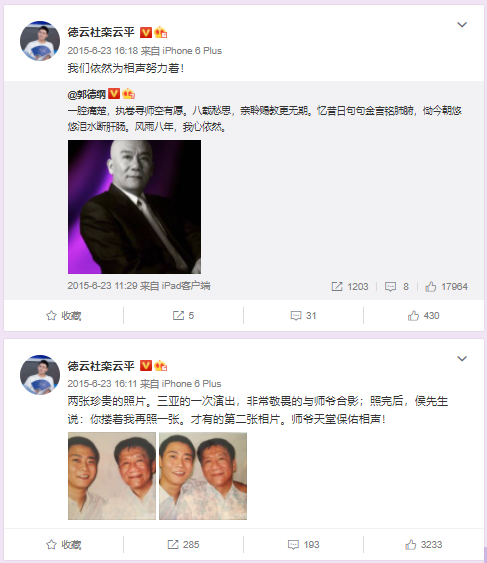 德云社栾云平
2015-6-23 16:18 来自 iPhone 6 Plus
我们依然为相声努力着！
@郭德纲
一腔痛楚，执卷寻师空有愿。八载愁思，亲聆赐教更无期。忆昔日句句金言铭肺腑，恸今朝悠
悠泪水断肝肠。风雨八年，我心依然。
2015-6-23 11:29 来自 iPad客户端
1203 8 17964
收藏 5 31 430
德云社栾云平
2015-6-23 16:11 来自 iPhone 6 Plus
两张珍贵的照片。三亚的一次演出，非常敬畏的与师爷合影；照完后，侯先生
说：你搂着我再照一张。才有的第二张相片。师爷天堂保佑相声！
收藏 285 193 3233